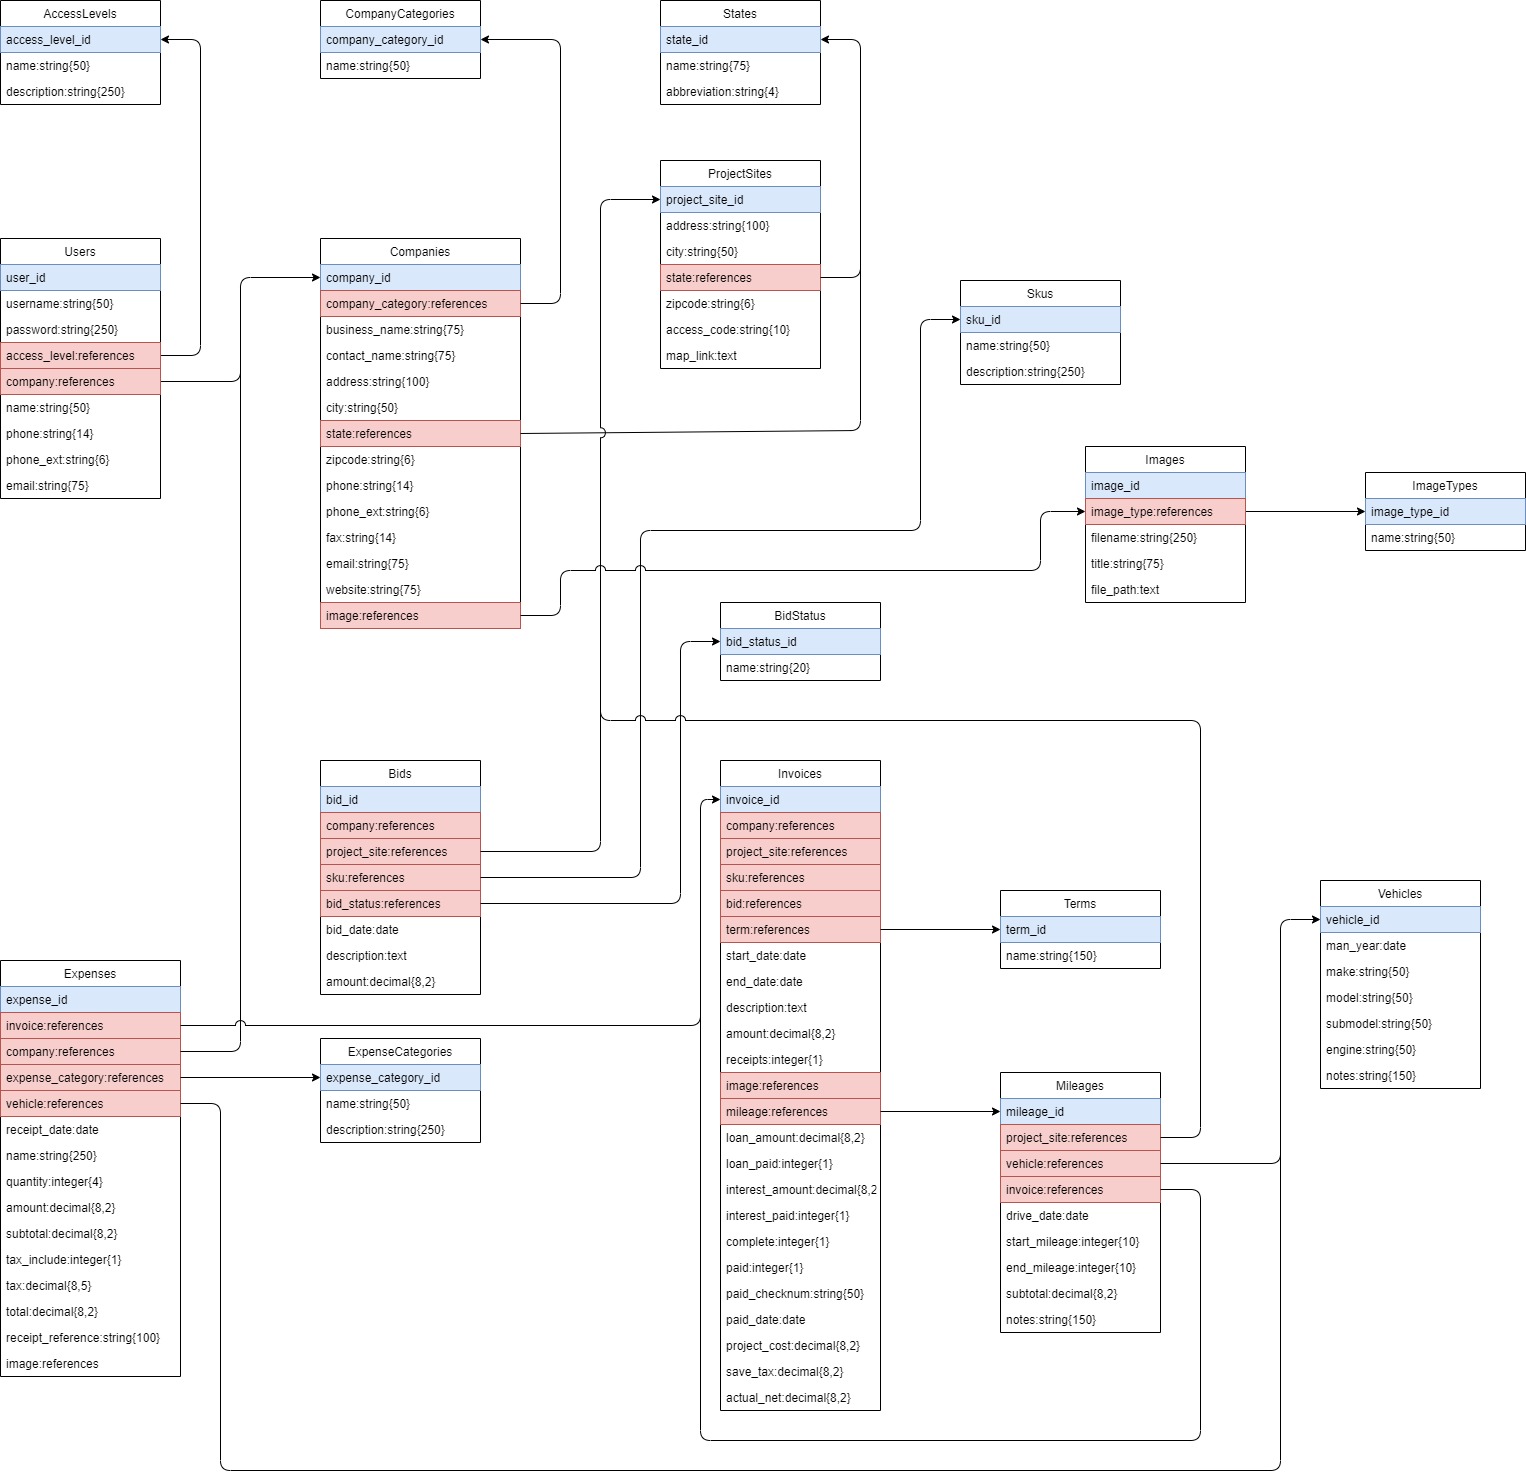 AccessLevels
access_level_id
name:string{50}
description:string{250}
CompanyCategories
company_category_id
name:string{50}
States
state_id
name:string{75}
abbreviation:string{4}
ProjectSites
project_site_id
address:string{100}
city:string{50}
state:references
zipcode:string{6}
access_code:string{10}
map_link:text
Users
user_id
username:string{50}
password:string{250}
access_level:references
company:references
name:string{50}
phone:string{14}
phone_ext:string{6}
email:string{75}
Companies
company_id
company_category:references
business_name:string{75}
contact_name:string{75}
address:string{100}
city:string{50}
state:references
zipcode:string{6}
phone:string{14}
phone_ext:string{6}
fax:string{14}
email:string{75}
website:string{75}
image:references
Skus
sku_id
name:string{50}
description:string{250}
Images
image_id
image_type:references
filename:string{250}
title:string{75}
file_path:text
ImageTypes
image_type_id
name:string{50}
BidStatus
bid_status_id
name:string{20}
Bids
bid_id
company:references
project_site:references
sku:references
bid_status:references
bid_date:date
description:text
amount:decimal{8,2}
Invoices
invoice_id
company:references
project_site:references
sku:references
bid:references
term:references
start_date:date
end_date:date
description:text
amount:decimal{8,2}
receipts:integer{1}
image:references
mileage:references
loan_amount:decimal{8,2}
loan_paid:integer{1}
interest_amount:decimal{8,2
interest_paid:integer{1}
complete:integer{1}
paid:integer{1}
paid_checknum:string{50}
paid_date:date
project_cost:decimal{8,2}
save_tax:decimal{8,2}
actual_net:decimal{8,2}
Terms
term_id
name:string{150}
Vehicles
vehicle_id
man_year:date
make:string{50}
model:string{50}
submodel:string{50}
engine:string{50}
notes:string{150}
Expenses
expense_id
invoice:references
company:references
expense_category:references
vehicle:references
receipt_date:date
name:string{250}
quantity:integer{4}
amount:decimal{8,2}
subtotal:decimal{8,2}
tax_include:integer{1}
tax:decimal{8,5}
total:decimal{8,2}
receipt_reference:string{100}
image:references
ExpenseCategories
expense_category_id
name:string{50}
description:string{250}
Mileages
mileage_id
project_site:references
vehicle:references
invoice:references
drive_date:date
start_mileage:integer{10}
end_mileage:integer{10}
subtotal:decimal{8,2}
notes:string{150}